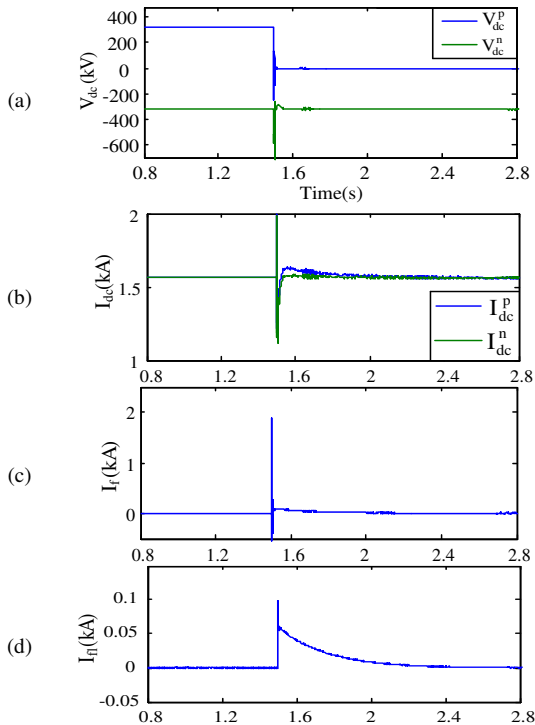 (a)
V_dc (kV)
400
200
0
-200
-400
-600
V_dc^p
V_dc^n
0.8 1.2 1.6 2 2.4 2.8
Time(s)
(b)
I_dc(kA)
2
1.5
1
I_dc^p
I_dc^n
0.8 1.2 1.6 2 2.4 2.8
(c)
I_f(kA)
2
1
0
0.8 1.2 1.6 2 2.4 2.8
(d)
I_fl(kA)
0.1
0.05
0
-0.05
0.8 1.2 1.6 2 2.4 2.8